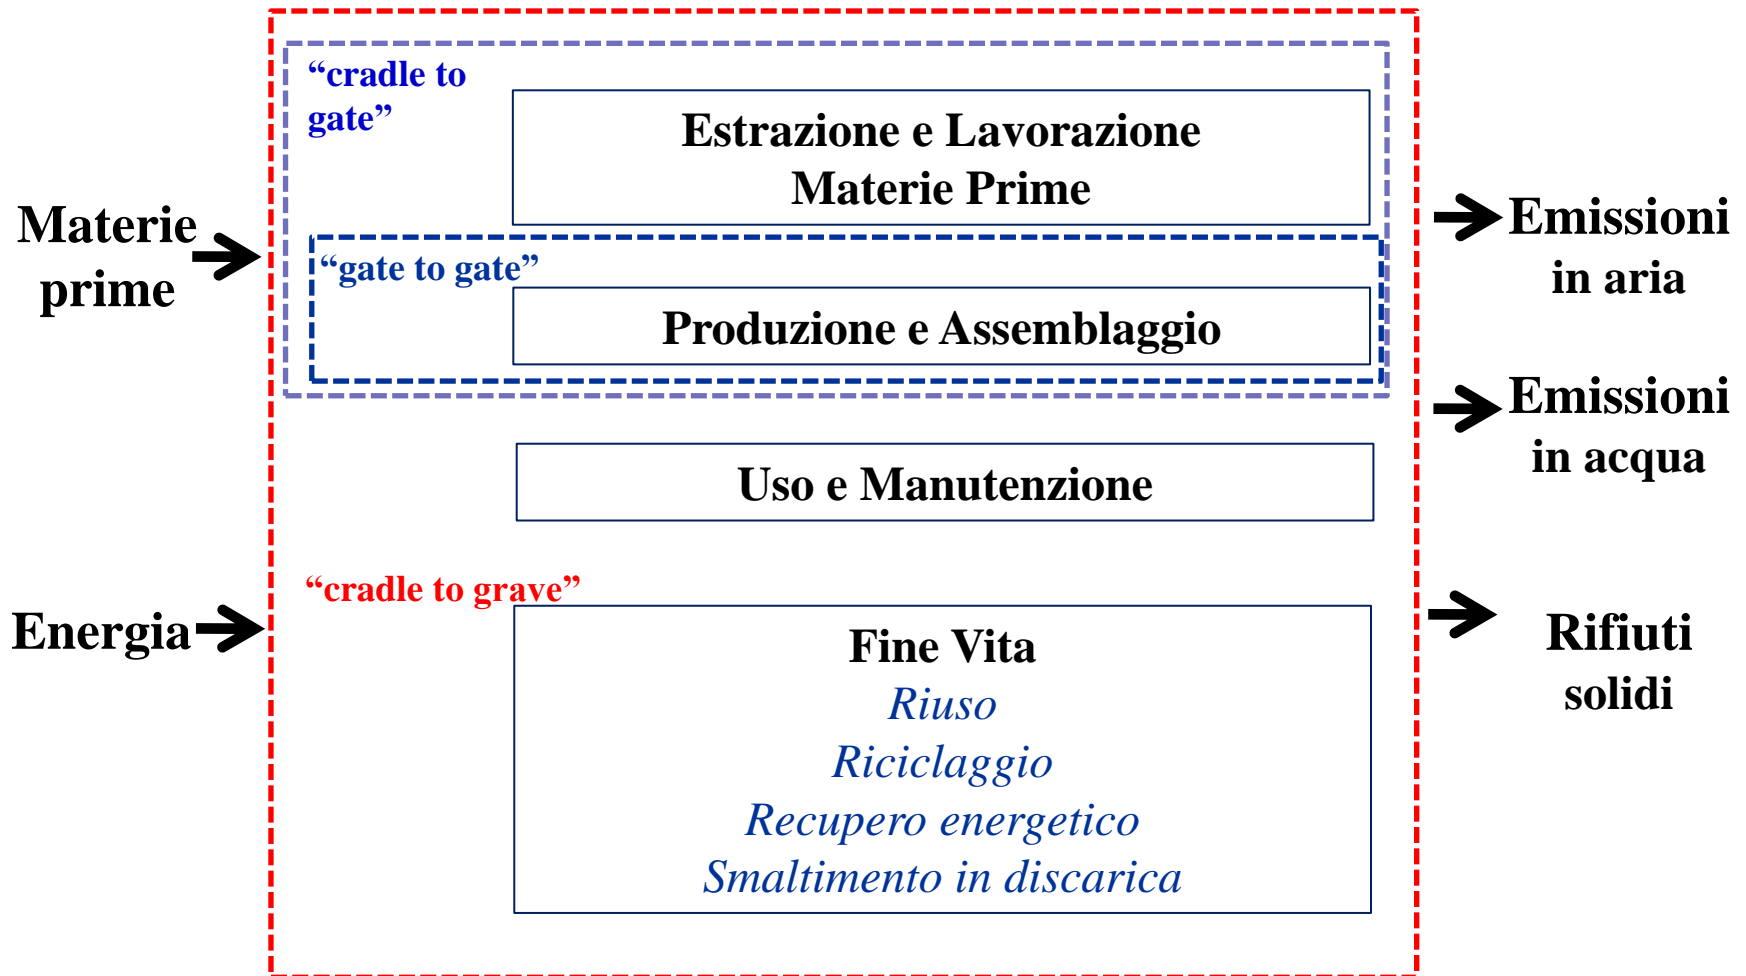 “cradle to
gate”
Estrazione e Lavorazione
Materie Prime
Materie
prime
“gate to gate”
Produzione e Assemblaggio
Emissioni
in aria
Emissioni
in acqua
Uso e Manutenzione
“cradle to grave”
Energia
Fine Vita
Riuso
Riciclaggio
Recupero energetico
Smaltimento in discarica
Rifiuti
solidi